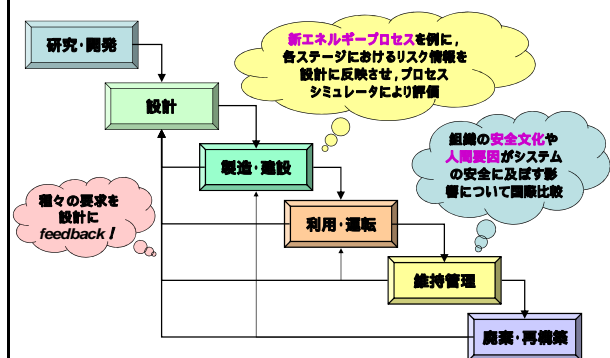 研究・開発
新エネルギープロセスを例に,
各ステージにおけるリスク情報を
設計に反映させ,プロセス
シミュレータにより評価
設計
組織の安全文化や
人間要因がシステム
の安全に及ぼす影
響について国際比較
製造・建設
種々の要求を
設計に
feedback!
利用・運転
維持管理
廃棄・再構築